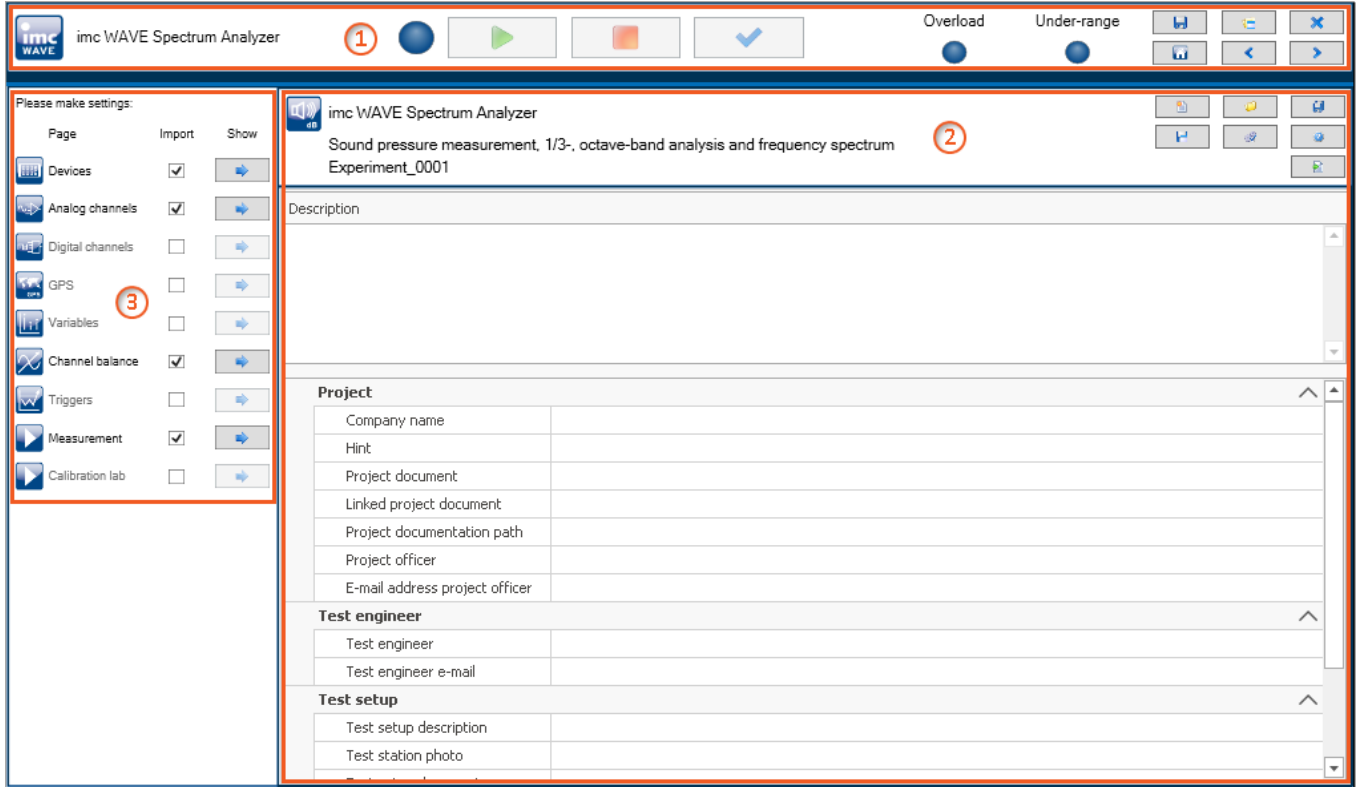 imc WAVE
imc WAVE Spectrum Analyzer
1
Overload
Under-range
Please make settings:
Page Import Show
Devices
Analog channels
Digital channels
GPS
Variables
Channel balance
Triggers
Measurement
Calibration lab
3
dB
imc WAVE Spectrum Analyzer
Sound pressure measurement, 1/3-, octave-band analysis and frequency spectrum
Experiment_0001
2
Description
Project
Company name
Hint
Project document
Linked project document
Project documentation path
Project officer
E-mail address project officer
Test engineer
Test engineer
Test engineer e-mail
Test setup
Test setup description
Test station photo